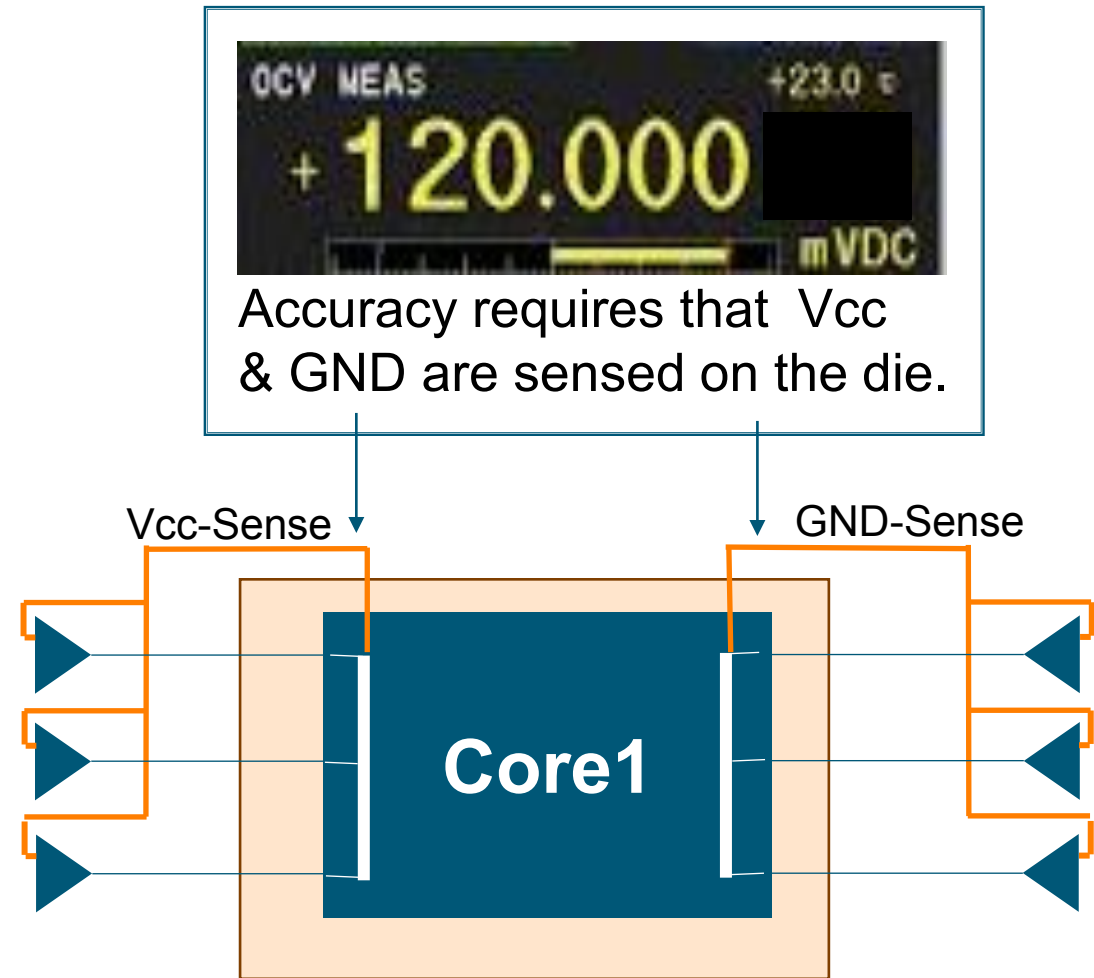 OCV MEAS +23.0 ℃
+120.000
mVDC
Accuracy requires that Vcc
& GND are sensed on the die.
Vcc-Sense GND-Sense
Core1